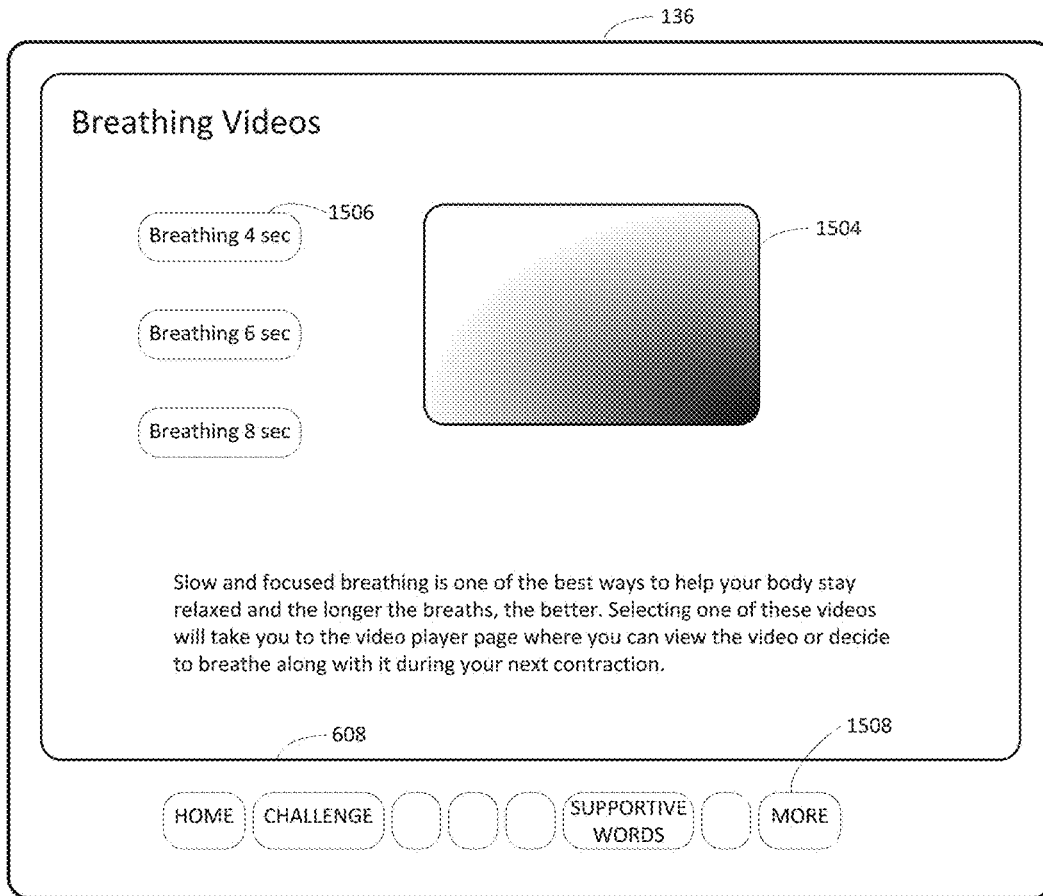 136
Breathing Videos
1506
Breathing 4 sec
1504
Breathing 6 sec
Breathing 8 sec
Slow and focused breathing is one of the best ways to help your body stay
relaxed and the longer the breaths, the better. Selecting one of these videos
will take you to the video player page where you can view the video or decide
to breathe along with it during your next contraction.
608
1508
HOME
CHALLENGE
SUPPORTIVE
WORDS
MORE